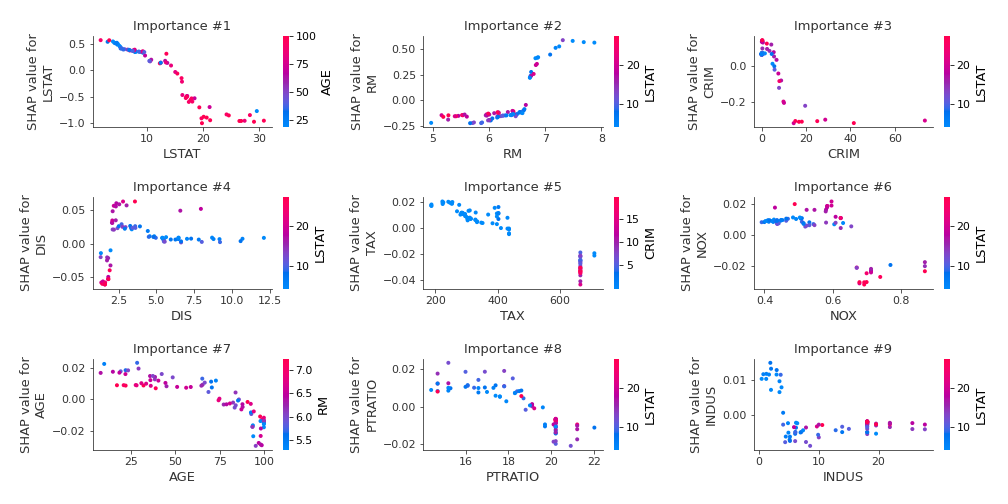 Importance #1
SHAP value for
LSTAT
0.5
0.0
−0.5
−1.0
10
20
30
LSTAT
100
75
50
25
AGE
Importance #2
SHAP value for
RM
0.50
0.25
0.00
−0.25
5
6
7
8
RM
20
10
LSTAT
Importance #3
SHAP value for
CRIM
0.0
−0.2
0
20
40
60
CRIM
20
10
LSTAT
Importance #4
SHAP value for
DIS
0.05
0.00
−0.05
2.5
5.0
7.5
10.0
12.5
DIS
20
10
LSTAT
Importance #5
SHAP value for
TAX
0.02
0.00
−0.02
−0.04
200
400
600
TAX
15
10
5
CRIM
Importance #6
SHAP value for
NOX
0.02
0.00
−0.02
0.4
0.6
0.8
NOX
20
10
LSTAT
Importance #7
SHAP value for
AGE
0.02
0.00
−0.02
25
50
75
100
AGE
7.0
6.5
6.0
5.5
RM
Importance #8
SHAP value for
PTRATIO
0.02
0.00
−0.02
16
18
20
22
PTRATIO
20
10
LSTAT
Importance #9
SHAP value for
INDUS
0.01
0.00
0
10
20
INDUS
20
10
LSTAT